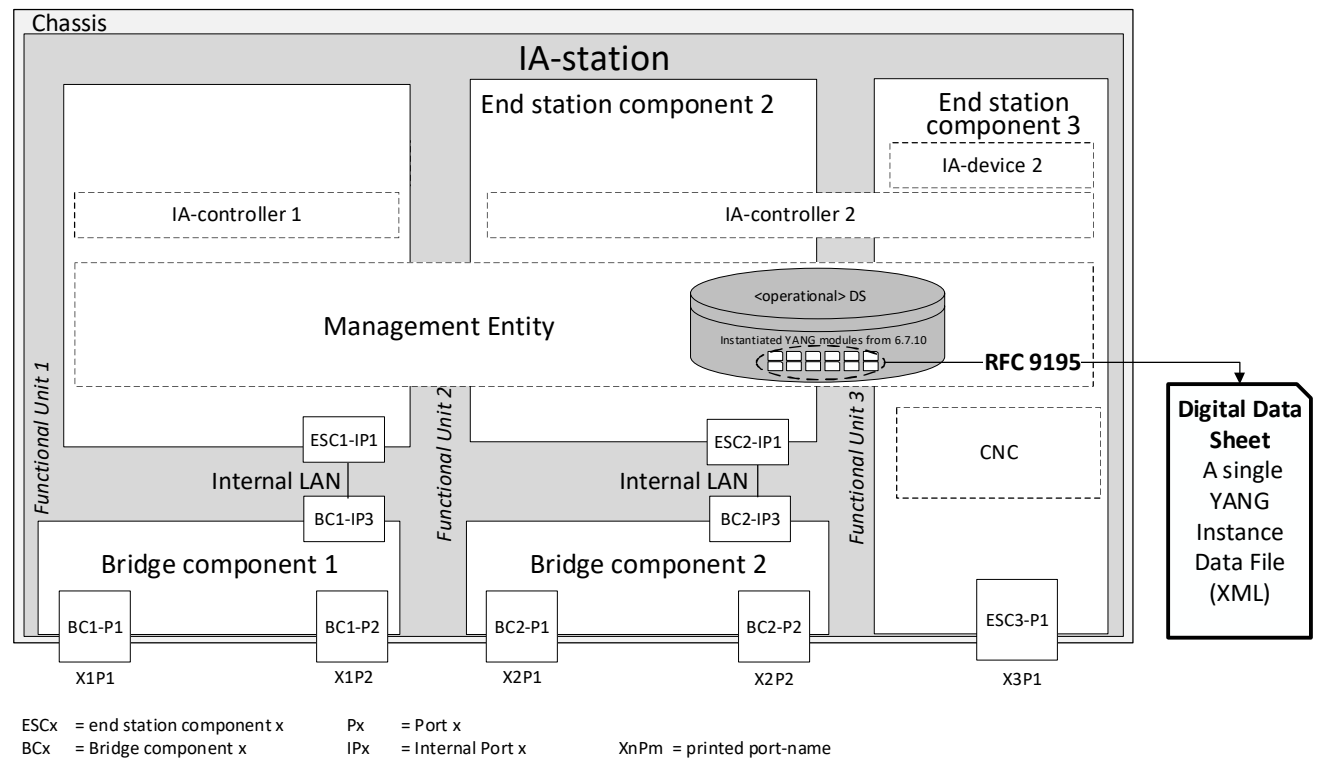 Chassis
IA-station
End station component 2
End station
component 3
IA-device 2
IA-controller 1
IA-controller 2
<operational> DS
Management Entity
Instantiated YANG modules from 6.7.10
RFC 9195
Functional Unit 1
Functional Unit 2
Functional Unit 3
Digital Data
Sheet
A single
YANG
Instance
Data File
(XML)
ESC1-IP1
ESC2-IP1
CNC
Internal LAN
Internal LAN
BC1-IP3
BC2-IP3
Bridge component 1
Bridge component 2
BC1-P1
BC1-P2
BC2-P1
BC2-P2
ESC3-P1
X1P1
X1P2
X2P1
X2P2
X3P1
ESCx = end station component x Px = Port x
BCx = Bridge component x IPx = Internal Port x XnPm = printed port-name